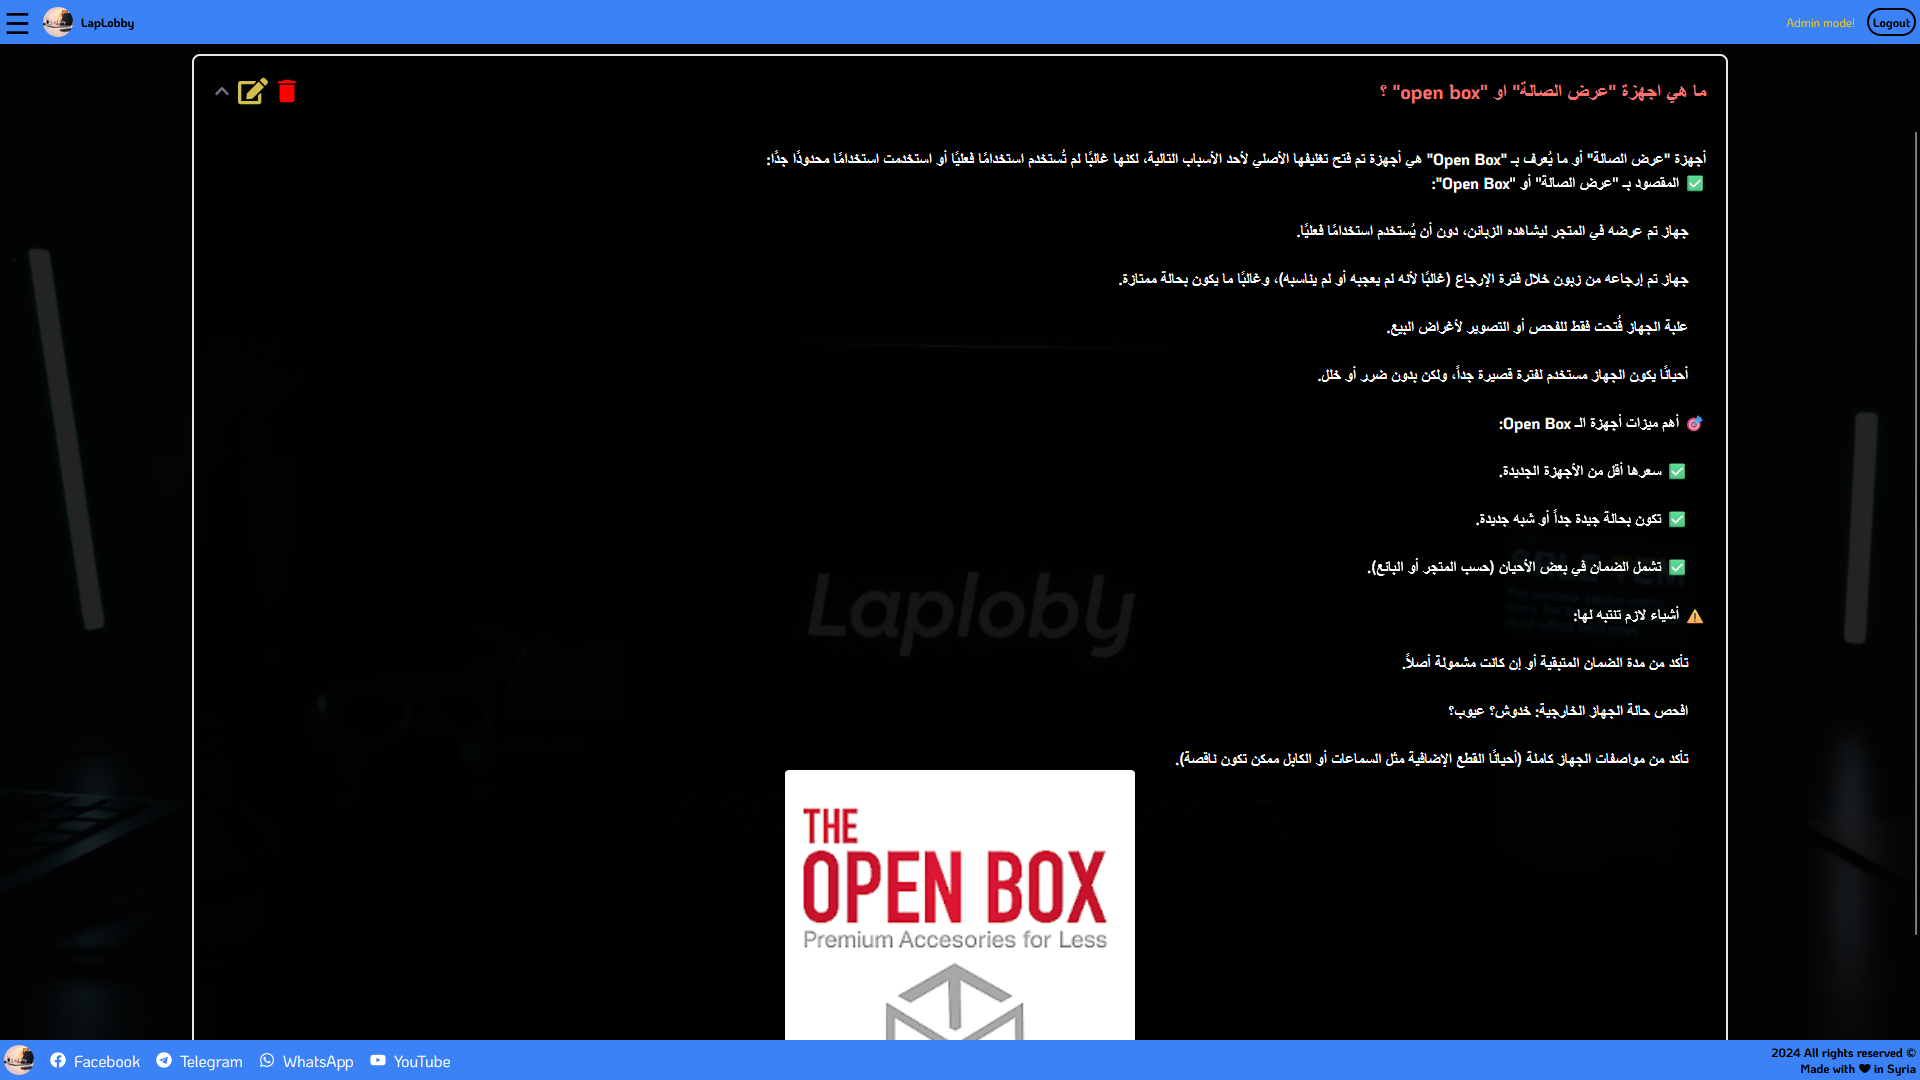 LapLobby
Admin mode!
Logout
ما هي اجهزة "عرض الصالة" او "open box" ؟
أجهزة "عرض الصالة" أو ما يُعرف بـ "Open Box" هي أجهزة تم فتح تغليفها الأصلي لأحد الأسباب التالية، لكنها غالبًا لم تُستخدم استخدامًا فعليًا أو استخدمت استخدامًا محدودًا جدًا:
✅ المقصود بـ "عرض الصالة" أو "Open Box":
جهاز تم عرضه في المتجر ليشاهده الزبائن، دون أن يُستخدم استخدامًا فعليًا.
جهاز تم إرجاعه من زبون خلال فترة الإرجاع (غالبًا لأنه لم يعجبه أو لم يناسبه)، وغالبًا ما يكون بحالة ممتازة.
علبة الجهاز فُتحت فقط للفحص أو التصوير لأغراض البيع.
أحيانًا يكون الجهاز مستخدم لفترة قصيرة جداً، ولكن بدون ضرر أو خلل.
🎯 أهم ميزات أجهزة الـ Open Box:
✅ سعرها أقل من الأجهزة الجديدة.
✅ تكون بحالة جيدة جداً أو شبه جديدة.
✅ تشمل الضمان في بعض الأحيان (حسب المتجر أو البائع).
⚠️ أشياء لازم تنتبه لها:
تأكد من مدة الضمان المتبقية أو إن كانت مشمولة أصلاً.
افحص حالة الجهاز الخارجية: خدوش؟ عيوب؟
تأكد من مواصفات الجهاز كاملة (أحيانًا القطع الإضافية مثل السماعات أو الكابل ممكن تكون ناقصة).
Laplobly
THE
OPEN BOX
Premium Accesories for Less
Facebook
Telegram
WhatsApp
YouTube
2024 All rights reserved ©
Made with ❤ in Syria